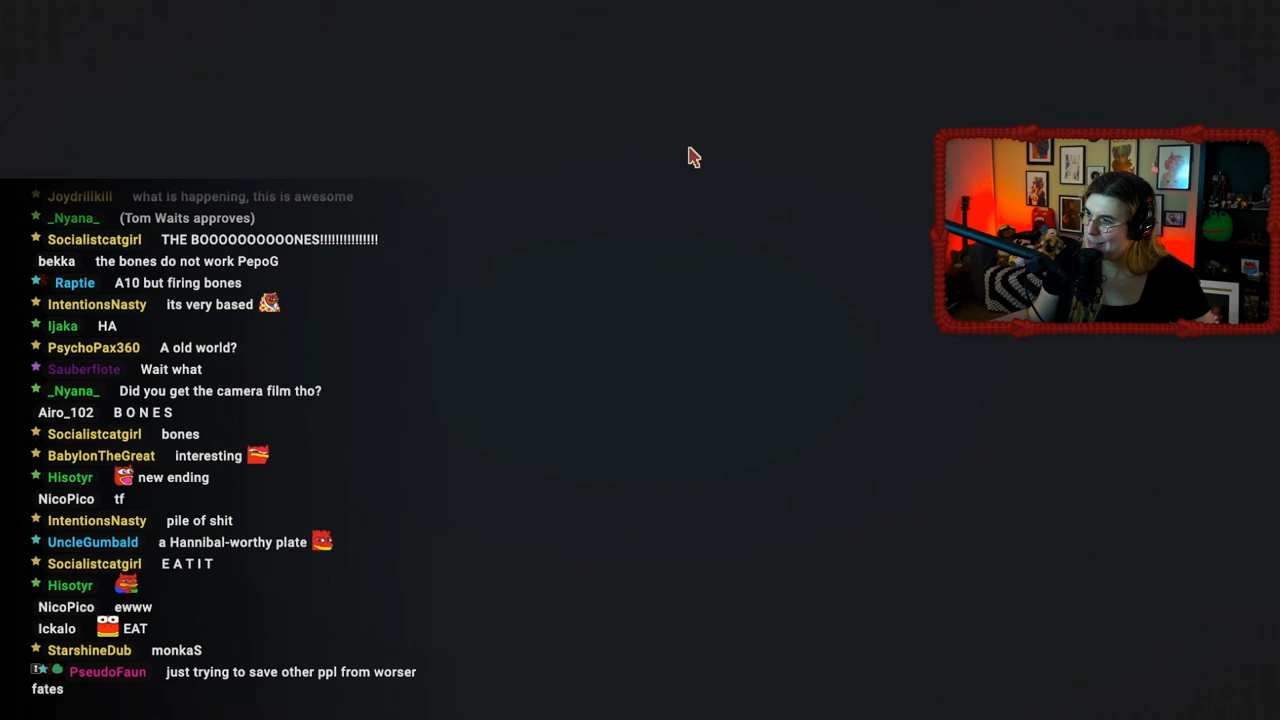 Joydrillkill what is happening, this is awesome
_Nyana_ (Tom Waits approves)
Socialistcatgirl THE BOOOOOOOOOONES!!!!!!!!!!!!!!!
bekka the bones do not work PepoG
Raptie A10 but firing bones
IntentionsNasty its very based
Ijaka HA
PsychoPax360 A old world?
Sauberflote Wait what
_Nyana_ Did you get the camera film tho?
Airo_102 B O N E S
Socialistcatgirl bones
BabylonTheGreat interesting
Hisotyr new ending
NicoPico tf
IntentionsNasty pile of shit
UncleGumbald a Hannibal-worthy plate
Socialistcatgirl E A T I T
Hisotyr
NicoPico ewww
Ickalo EAT
StarshineDub monkaS
PseudoFaun just trying to save other ppl from worser
fates